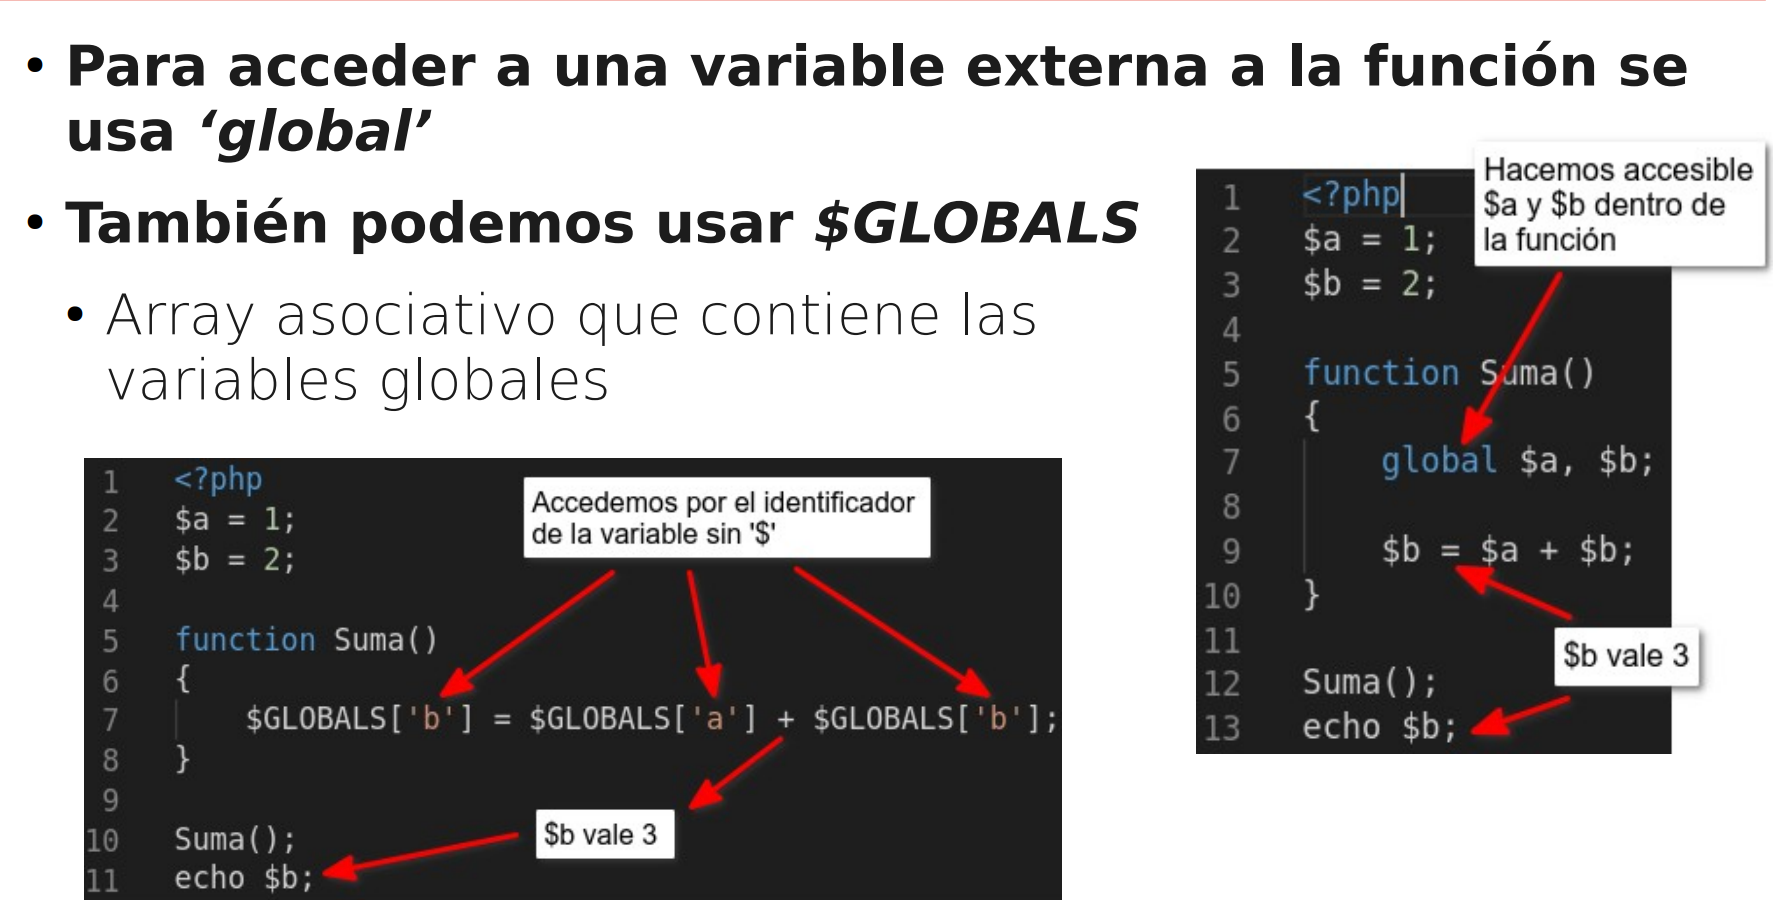 • Para acceder a una variable externa a la función se
usa ‘global’
• También podemos usar $GLOBALS
• Array asociativo que contiene las
variables globales
1 <?php
2 $a = 1;
3 $b = 2;
4
5 function Suma()
6 {
7 $GLOBALS['b'] = $GLOBALS['a'] + $GLOBALS['b'];
8 }
9
10 Suma();
11 echo $b;
Accedemos por el identificador
de la variable sin '$'
$b vale 3
1 <?php
2 $a = 1;
3 $b = 2;
4
5 function Suma()
6 {
7 global $a, $b;
8
9 $b = $a + $b;
10 }
11
12 Suma();
13 echo $b;
Hacemos accesible
$a y $b dentro de
la función
$b vale 3